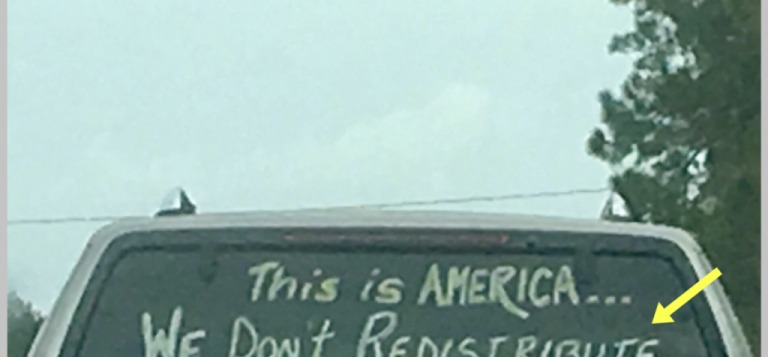 This is AMERICA...
WE DON't REDISTRIBUTE